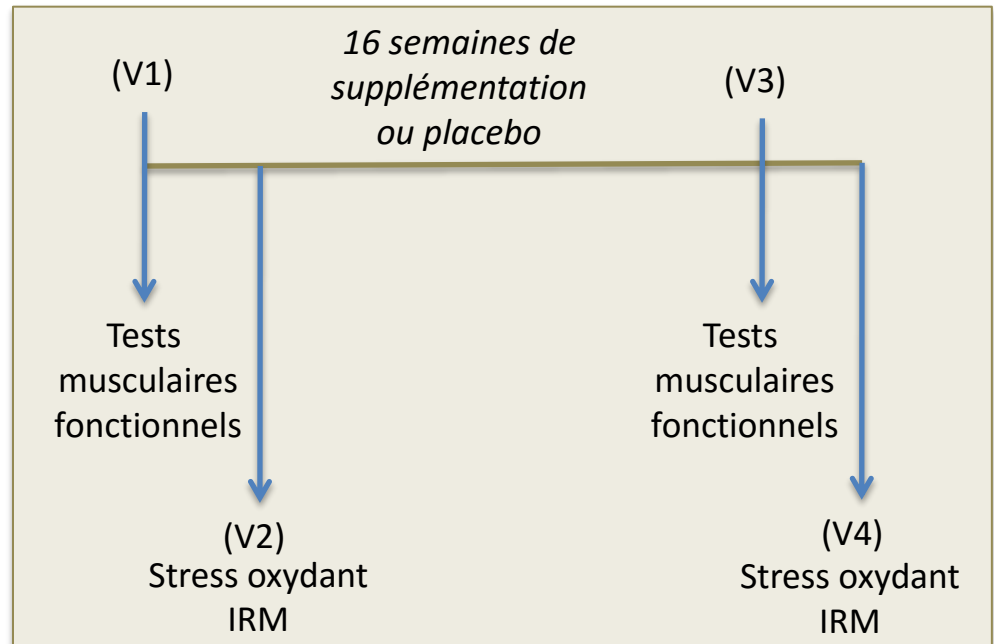 (V1)
16 semaines de
supplémentation
ou placebo
(V3)
Tests
musculaires
fonctionnels
Tests
musculaires
fonctionnels
(V2)
Stress oxydant
IRM
(V4)
Stress oxydant
IRM